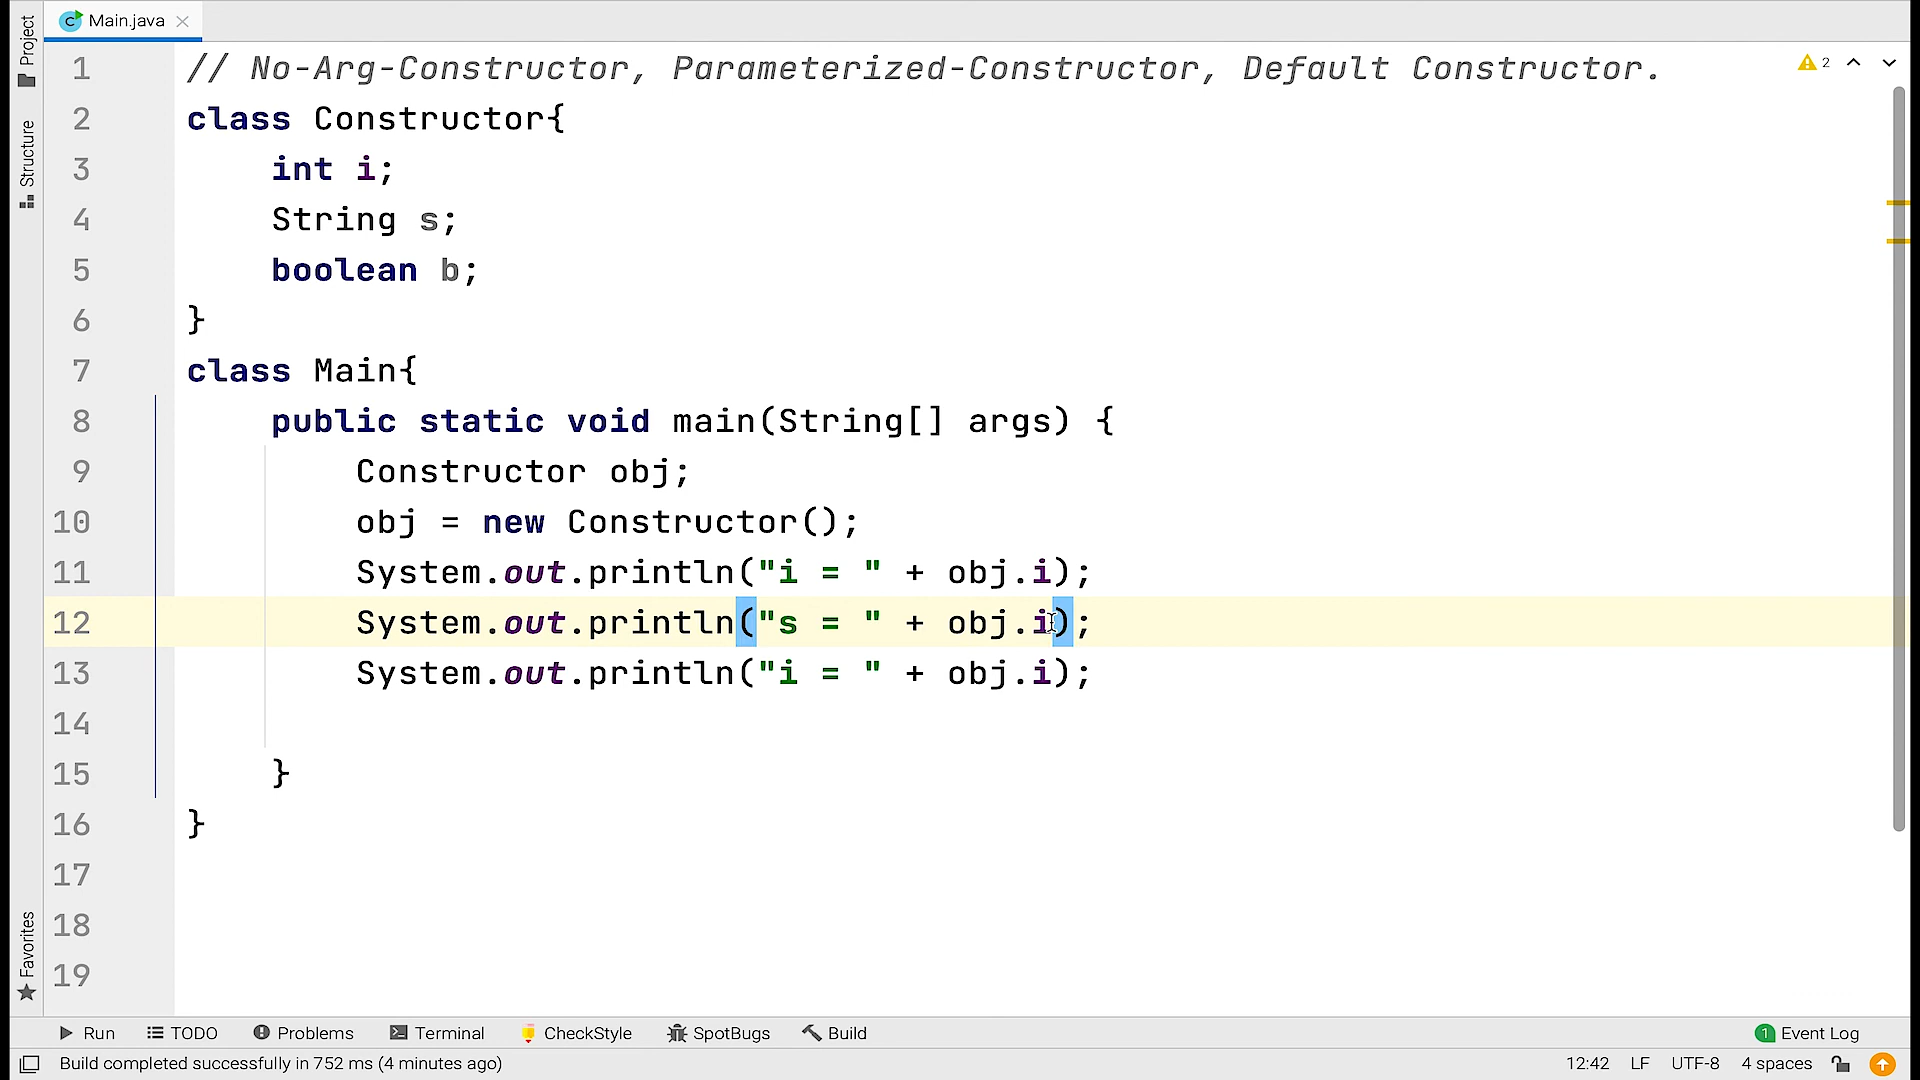 Main.java
Project
Structure
Favorites
2
1 // No-Arg-Constructor, Parameterized-Constructor, Default Constructor.
2 class Constructor{
3 int i;
4 String s;
5 boolean b;
6 }
7 class Main{
8 public static void main(String[] args) {
9 Constructor obj;
10 obj = new Constructor();
11 System.out.println("i = " + obj.i);
12 System.out.println("s = " + obj.i);
13 System.out.println("i = " + obj.i);
14
15 }
16 }
17
18
19
Run TODO Problems Terminal CheckStyle SpotBugs Build 1 Event Log
Build completed successfully in 752 ms (4 minutes ago) 12:42 LF UTF-8 4 spaces